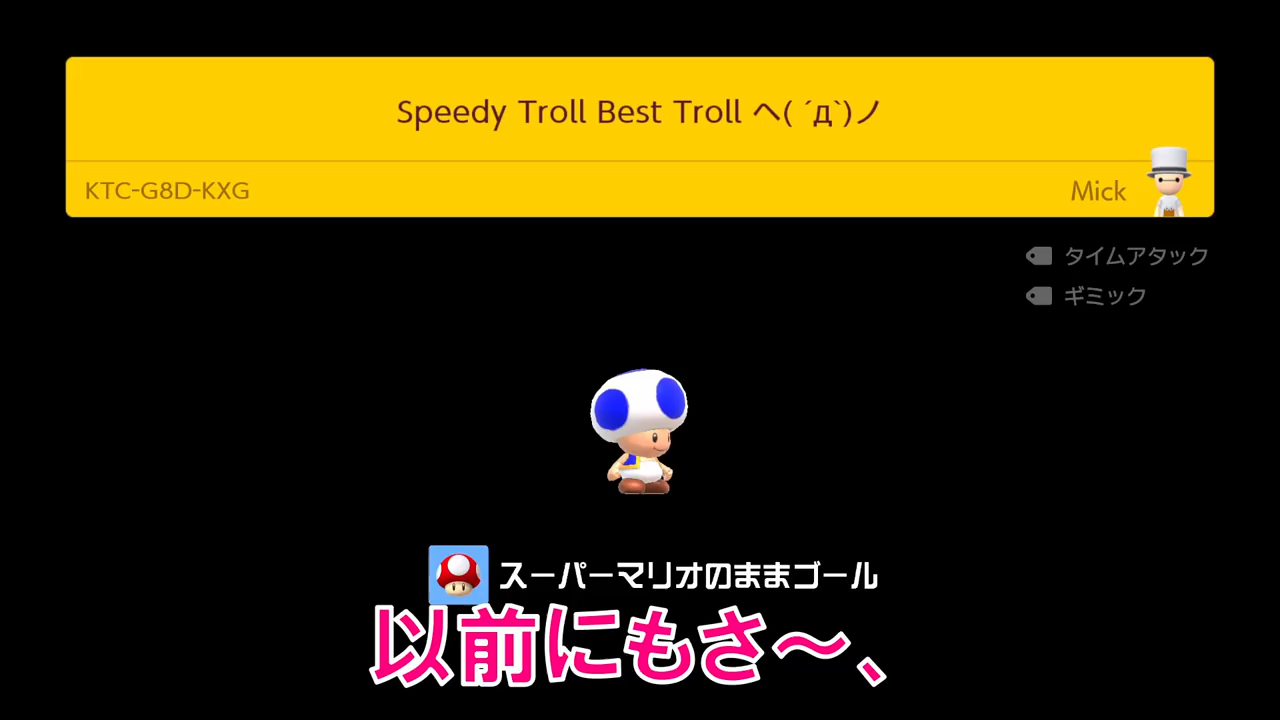 Speedy Troll Best Troll ヘ( ´д`)ノ
KTC-G8D-KXG
Mick
タイムアタック
ギミック
スーパーマリオのままゴール
以前にもさ〜、